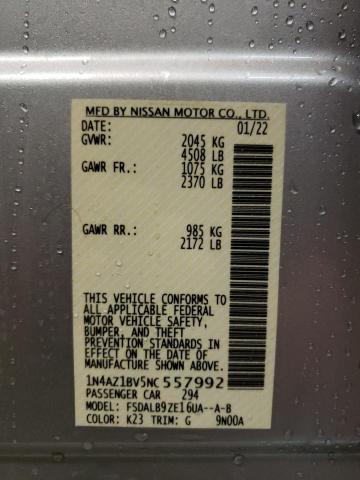 MFD BY NISSAN MOTOR CO., LTD.
DATE: 01/22
GVWR: 2045 KG
4508 LB
GAWR FR.: 1075 KG
2370 LB
GAWR RR.: 985 KG
2172 LB
THIS VEHICLE CONFORMS TO
ALL APPLICABLE FEDERAL
MOTOR VEHICLE SAFETY,
BUMPER, AND THEFT
PREVENTION STANDARDS IN
EFFECT ON THE DATE OF
MANUFACTURE SHOWN ABOVE.
1N4AZ1BV5NC 557992
PASSENGER CAR 294
MODEL: FSDALB9ZE16UA--A-B
COLOR: K23 TRIM: G 9N00A